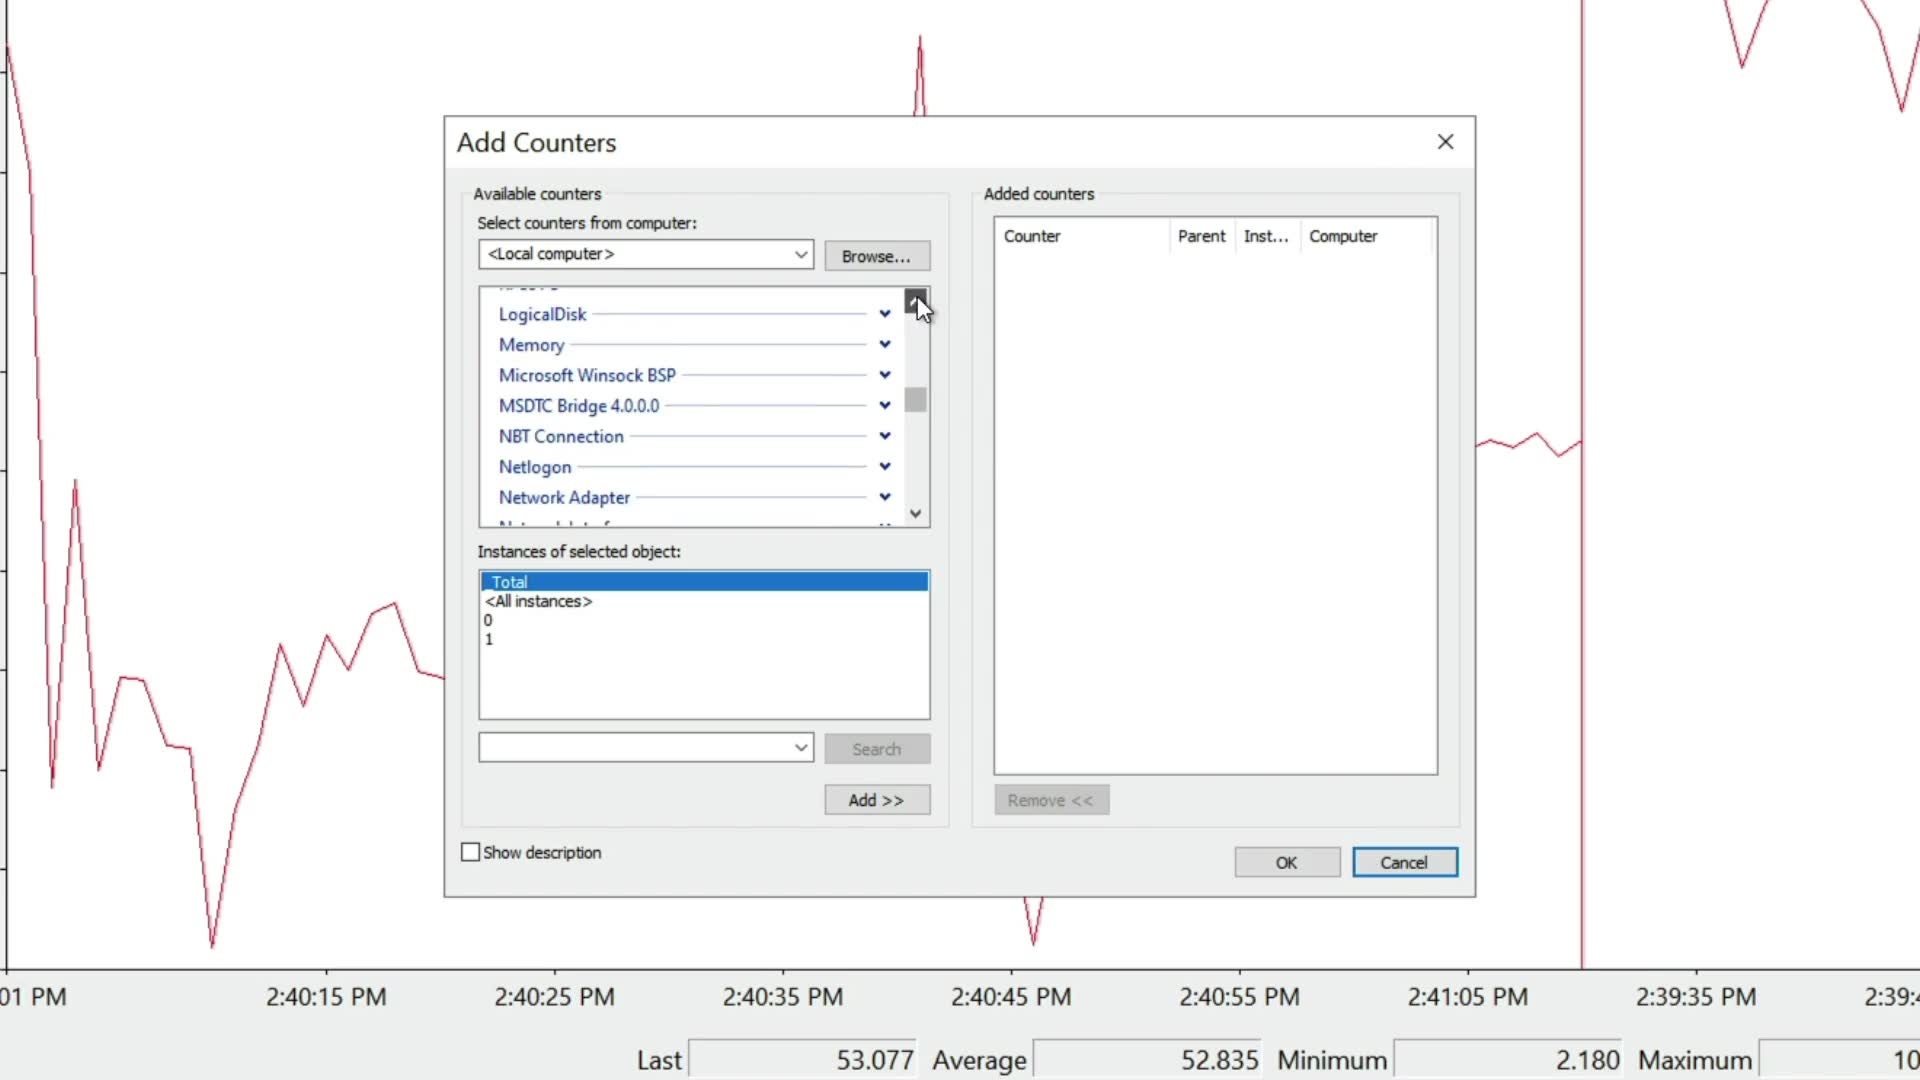 Add Counters
Available counters
Select counters from computer:
<Local computer>
Browse...
LogicalDisk
Memory
Microsoft Winsock BSP
MSDTC Bridge 4.0.0.0
NBT Connection
Netlogon
Network Adapter
Instances of selected object:
_Total
<All instances>
0
1
Search
Add >>
Show description
Added counters
Counter Parent Inst... Computer
Remove <<
OK Cancel
01 PM 2:40:15 PM 2:40:25 PM 2:40:35 PM 2:40:45 PM 2:40:55 PM 2:41:05 PM 2:39:35 PM 2:39:4
Last 53.077 Average 52.835 Minimum 2.180 Maximum 10